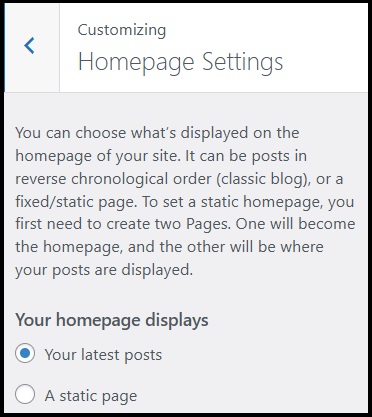 Customizing
Homepage Settings
You can choose what's displayed on the
homepage of your site. It can be posts in
reverse chronological order (classic blog), or a
fixed/static page. To set a static homepage, you
first need to create two Pages. One will become
the homepage, and the other will be where
your posts are displayed.
Your homepage displays
Your latest posts
A static page